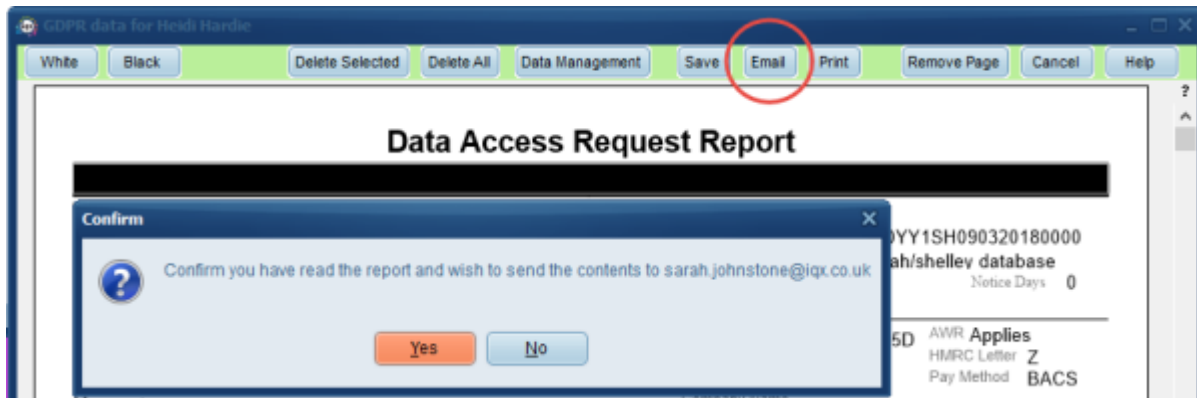 GDPR data for Heidi Hardie
White Black Delete Selected Delete All Data Management Save Email Print Remove Page Cancel Help
?
Data Access Request Report
Confirm
Confirm you have read the report and wish to send the contents to sarah.johnstone@iqx.co.uk
Yes No
YY1SH090320180000
ah/shelley database
Notice Days 0
5D AWR Applies
HMRC Letter Z
Pay Method BACS